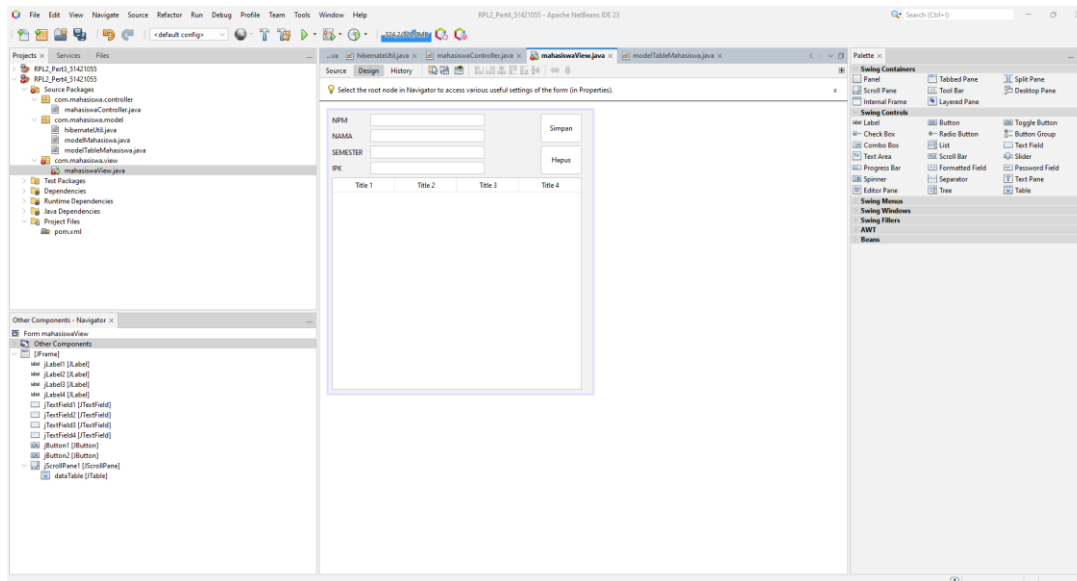 File Edit View Navigate Source Refactor Run Debug Profile Team Tools Window Help
RPL2_Pert4_51421055 - Apache NetBeans IDE 23
Search (Ctrl+I)
<default config>
Projects × Services Files
RPL2_Pert3_51421055
RPL2_Pert4_51421055
Source Packages
com.mahasiswa.controller
mahasiswaController.java
com.mahasiswa.model
hibernateUtil.java
modelMahasiswa.java
modelTableMahasiswa.java
com.mahasiswa.view
mahasiswaView.java
Test Packages
Dependencies
Runtime Dependencies
Java Dependencies
Project Files
pom.xml
Other Components - Navigator ×
Form mahasiswaView
Other Components
[JFrame]
jLabel1 [JLabel]
jLabel2 [JLabel]
jLabel3 [JLabel]
jLabel4 [JLabel]
jTextField1 [JTextField]
jTextField2 [JTextField]
jTextField3 [JTextField]
jTextField4 [JTextField]
jButton1 [JButton]
jButton2 [JButton]
jScrollPane1 [JScrollPane]
dataTable [JTable]
hibernateUtil.java × mahasiswaController.java × mahasiswaView.java × modelTableMahasiswa.java ×
Source Design History
Select the root node in Navigator to access various useful settings of the form (in Properties).
NPM
NAMA
SEMESTER
IPK
Simpan
Hapus
Title 1 Title 2 Title 3 Title 4
Palette ×
Swing Containers
Panel Tabbed Pane Split Pane
Scroll Pane Tool Bar Desktop Pane
Internal Frame Layered Pane
Swing Controls
Label Button Toggle Button
Check Box Radio Button Button Group
Combo Box List Text Field
Text Area Scroll Bar Slider
Progress Bar Formatted Field Password Field
Spinner Separator Text Pane
Editor Pane Tree Table
Swing Menus
Swing Windows
Swing Fillers
AWT
Beans